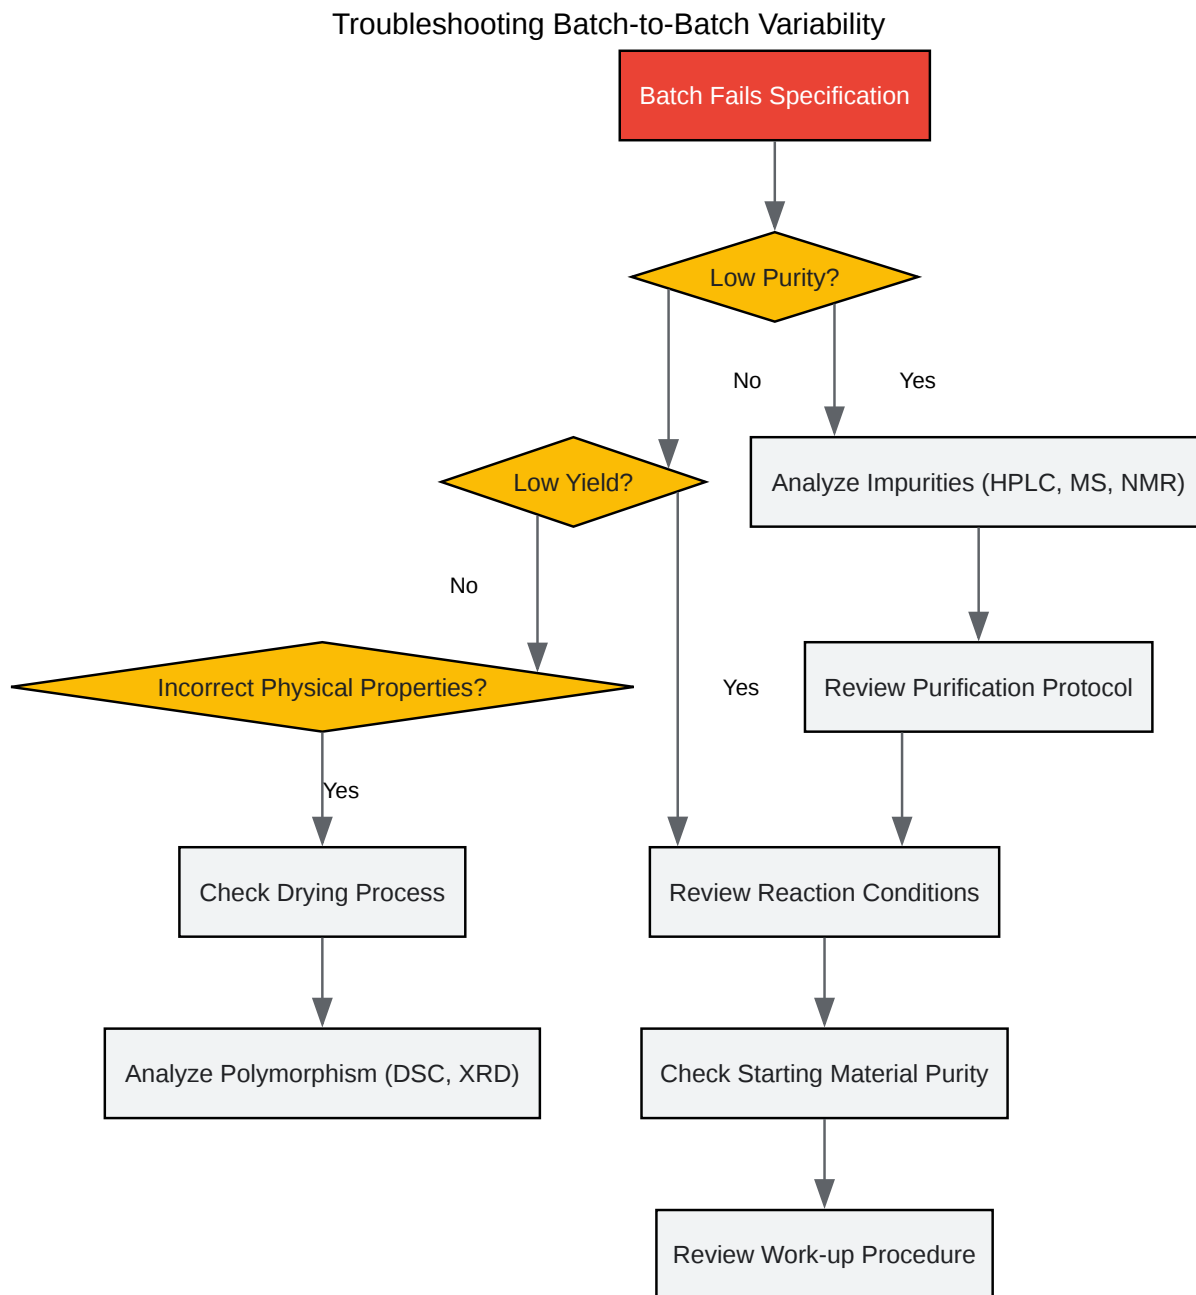 Troubleshooting Batch-to-Batch Variability
Batch Fails Specification
Low Purity?
No
Yes
Low Yield?
Analyze Impurities (HPLC, MS, NMR)
No
Incorrect Physical Properties?
Yes
Review Purification Protocol
Yes
Check Drying Process
Review Reaction Conditions
Analyze Polymorphism (DSC, XRD)
Check Starting Material Purity
Review Work-up Procedure